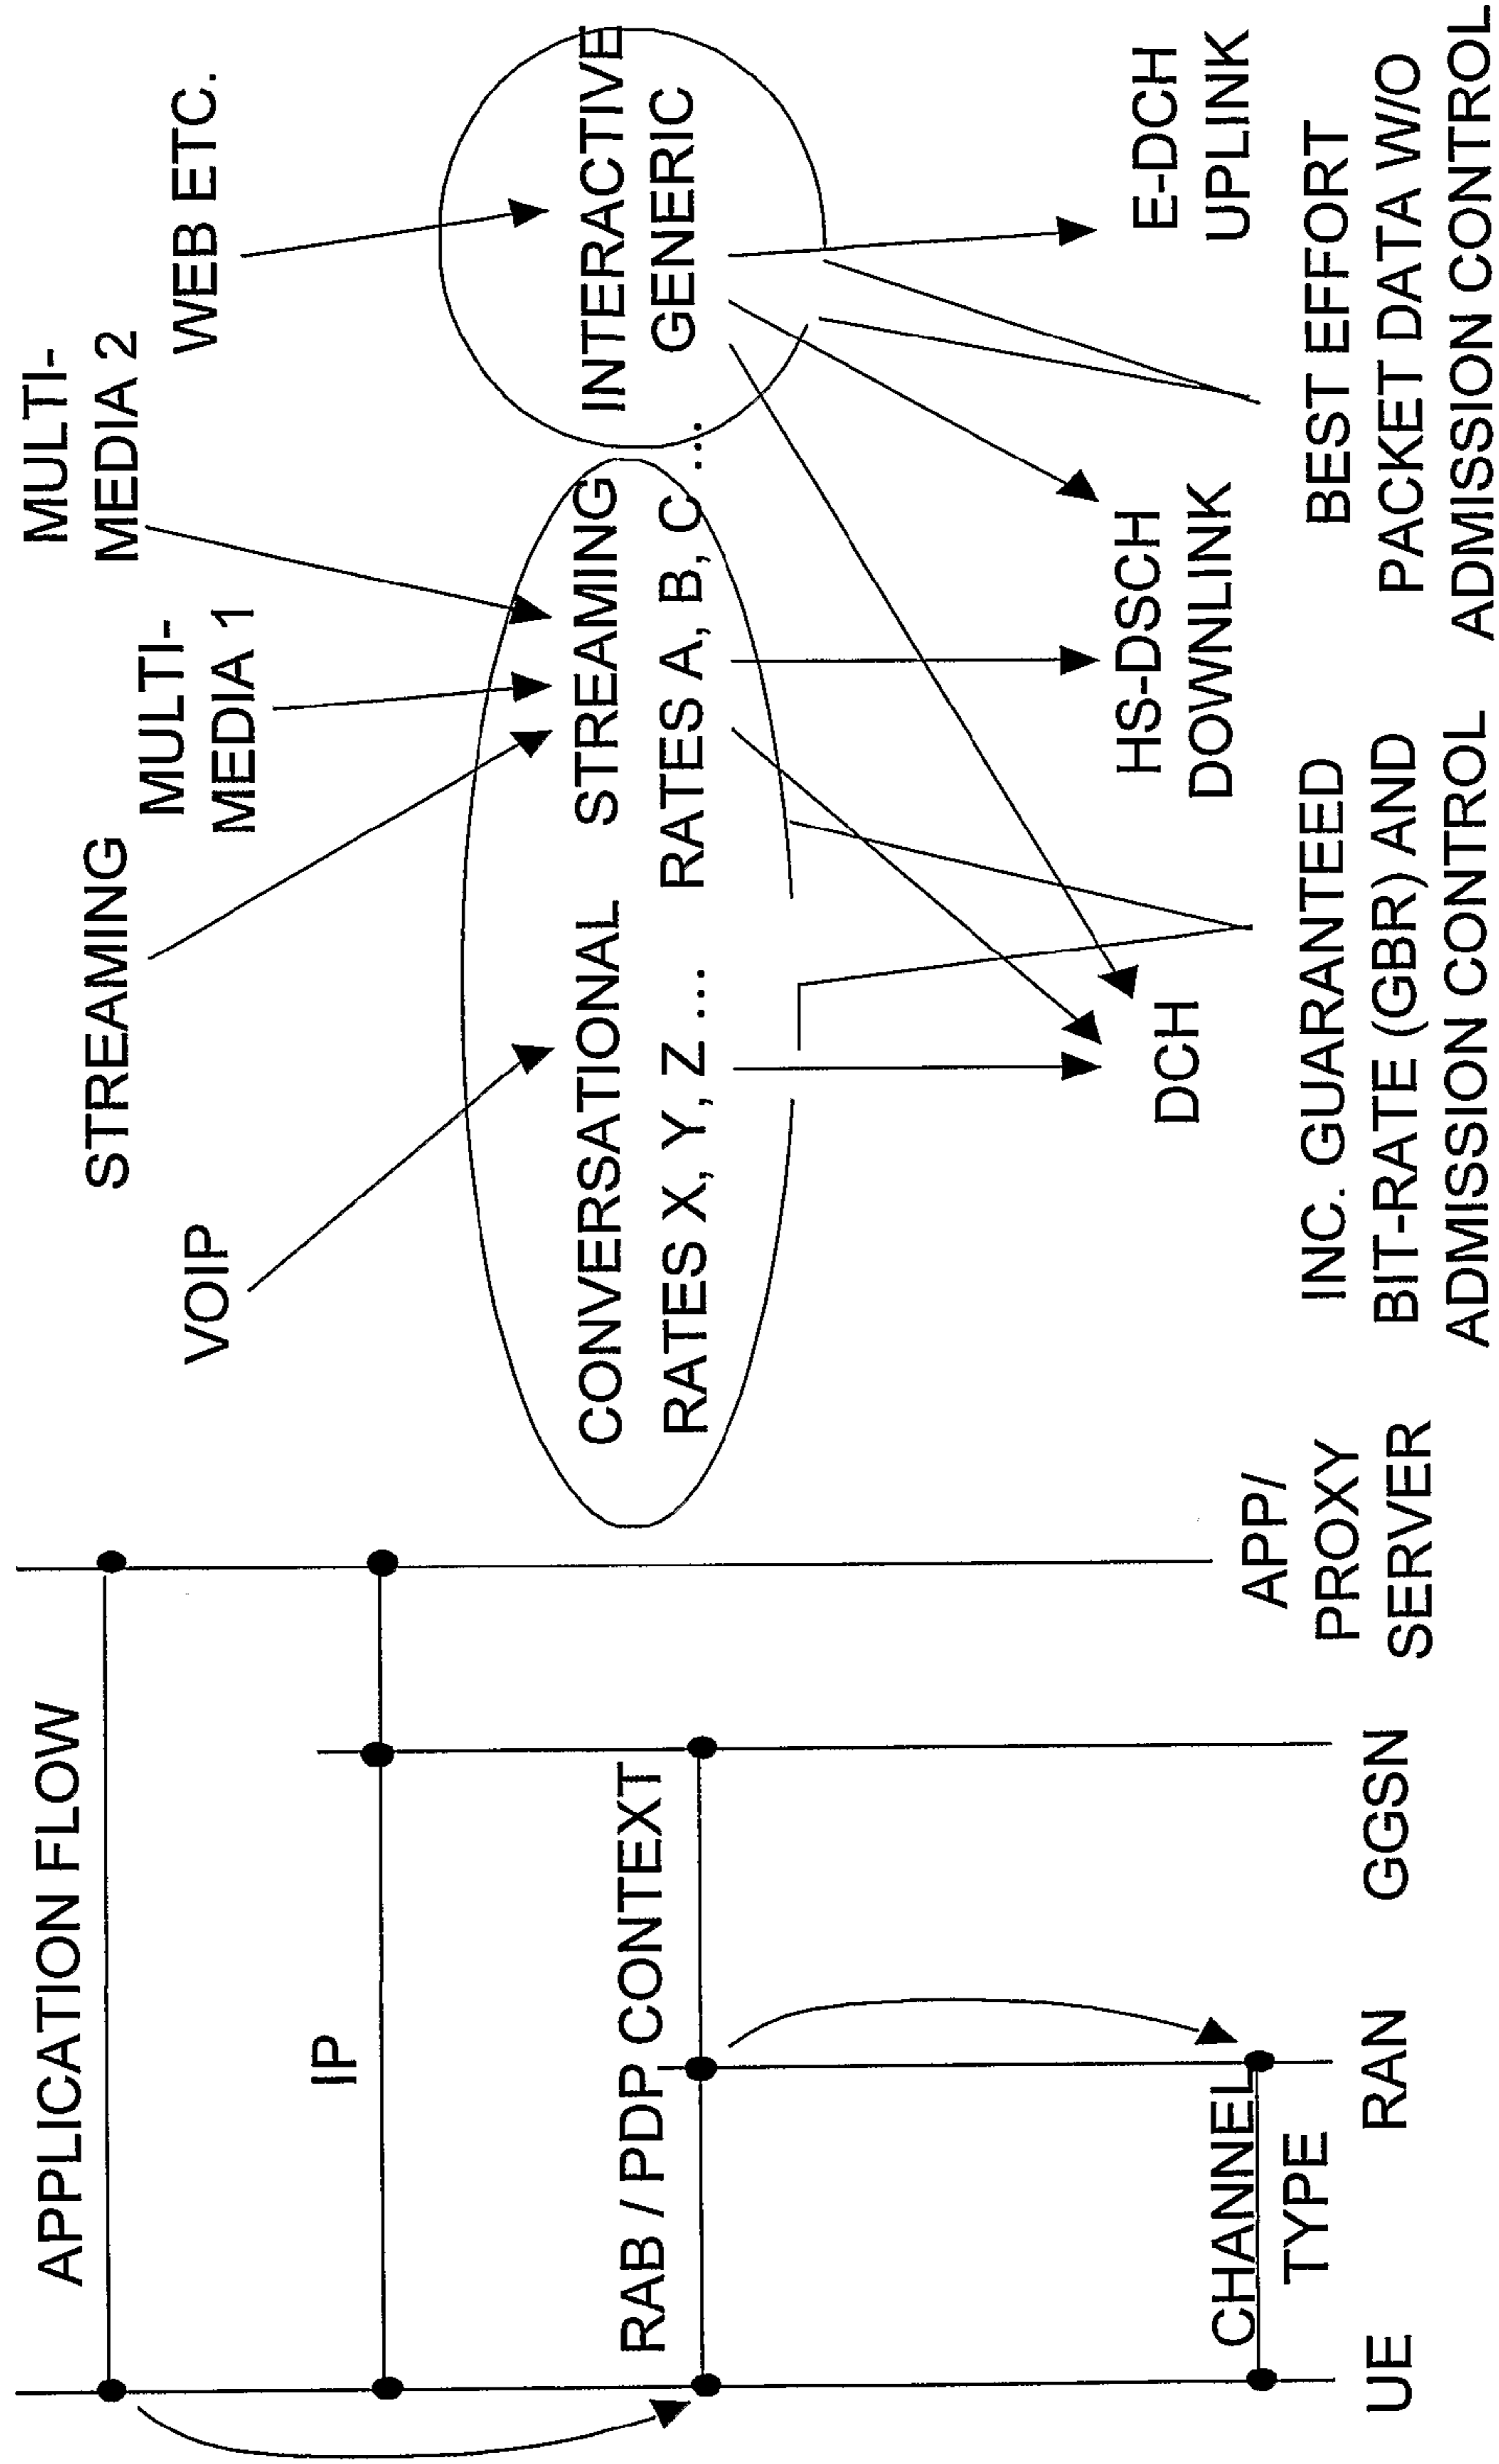 APPLICATION FLOW
IP
RAB / PDP CONTEXT
CHANNEL
TYPE
UE
RAN
GGSN
APP/
PROXY
SERVER
VOIP
STREAMING
MULTI-
MEDIA 1
MULTI-
MEDIA 2
WEB ETC.
CONVERSATIONAL
RATES X, Y, Z ...
STREAMING
RATES A, B, C ...
INTERACTIVE
GENERIC
DCH
HS-DSCH
DOWNLINK
E-DCH
UPLINK
INC. GUARANTEED
BIT-RATE (GBR) AND
ADMISSION CONTROL
BEST EFFORT
PACKET DATA W/O
ADMISSION CONTROL